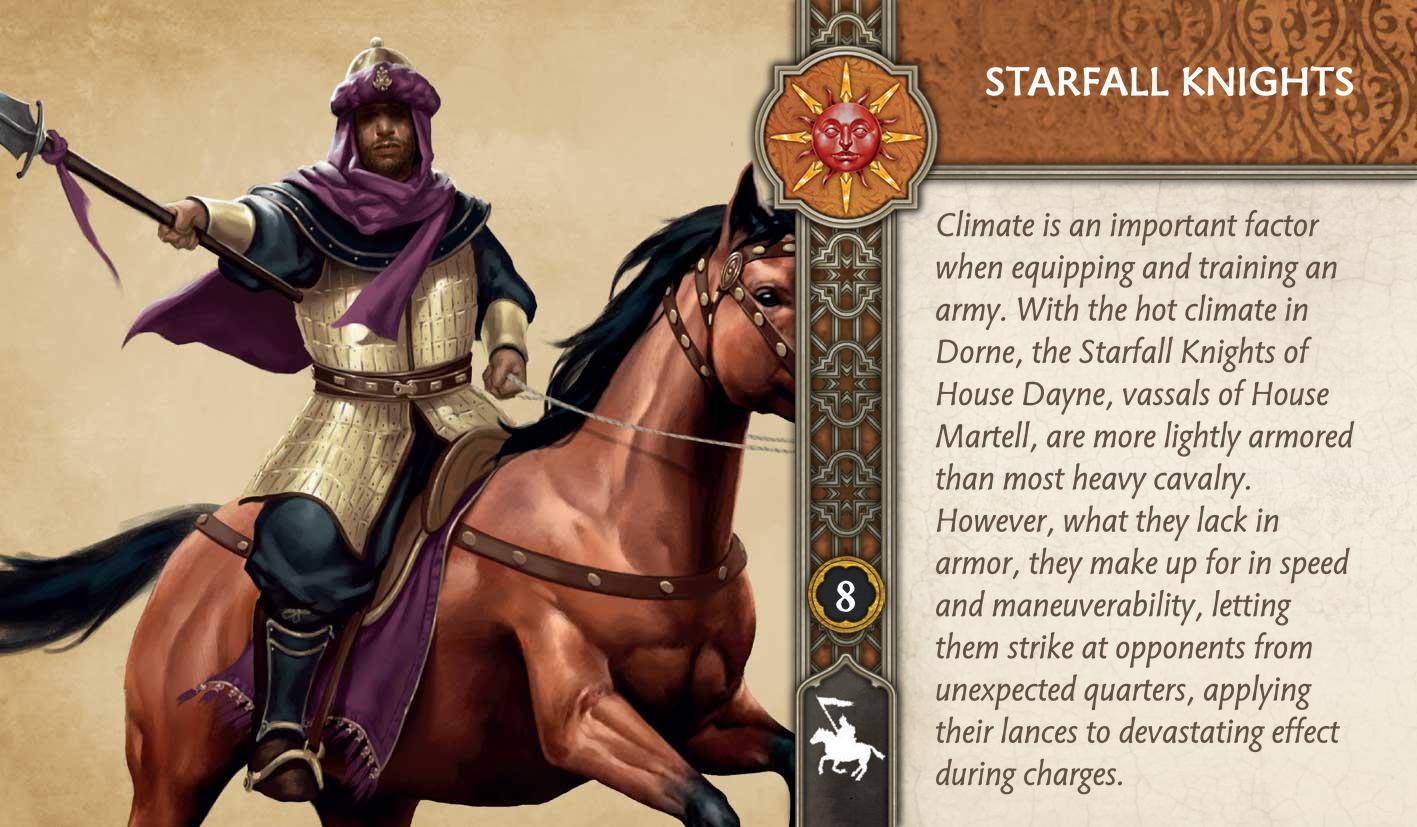 STARFALL KNIGHTS
Climate is an important factor
when equipping and training an
army. With the hot climate in
Dorne, the Starfall Knights of
House Dayne, vassals of House
Martell, are more lightly armored
than most heavy cavalry.
However, what they lack in
armor, they make up for in speed
and maneuverability, letting
them strike at opponents from
unexpected quarters, applying
their lances to devastating effect
during charges.
8